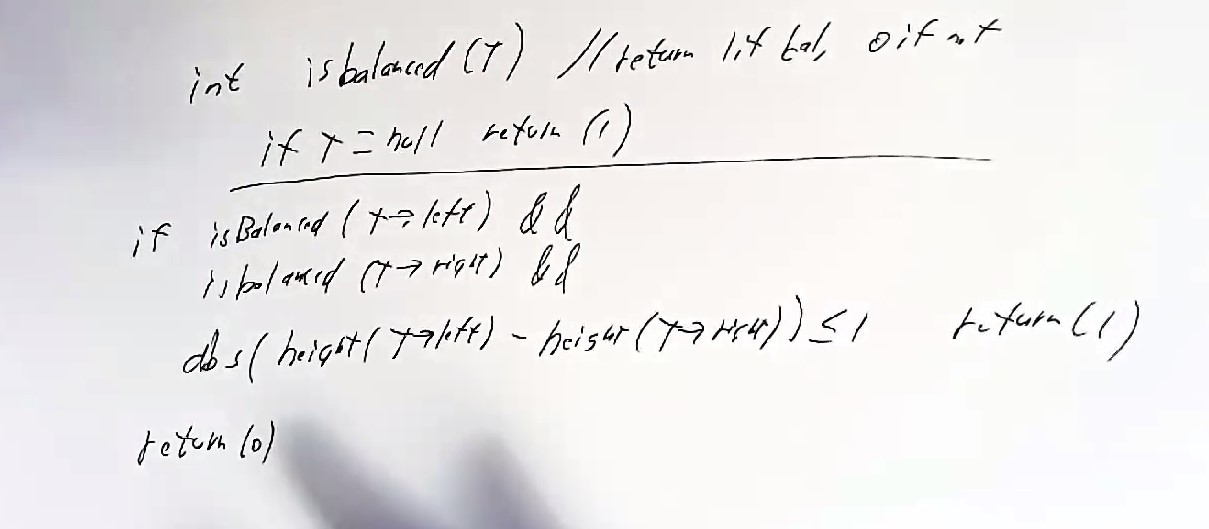 int isbalanced (T) // return 1 if bal, 0 if not
if T = null return (1)
if isBalanced (T→left) &&
isbalanced (T→right) &&
abs( height( T→left) - height (T→right)) ≤ 1 return (1)
return (0)